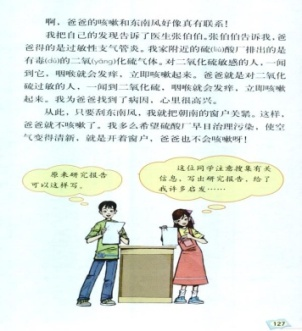 啊。爸爸的咳嗽和东南风好像真有联系！
我把自己的发现告诉了医生张伯伯。张伯伯告诉我，爸
爸得的是过敏性支气管炎。我家附近的硫(liú)酸厂排出的是
有毒(dú)的二氧(yǎng)化硫气体。对二氧化硫敏感的人，一闻
到它，咽喉就会发痒，立即咳嗽起来。爸爸就是对二氧化
硫过敏的人，一闻到二氧化硫，咽喉就会发痒，立即咳嗽
起来。我为爸爸找到了病因，心里很高兴。
从此，只要刮东南风，我就把朝南的窗户关紧。这样，
爸爸就不咳嗽了。我多么希望硫酸厂早日治理污染，使空
气变得清新，就是开着窗户，爸爸也不会咳嗽呀！
原来研究报告
可以这样写。
这位同学注意搜集有关
信息，写出研究报告，给了
我许多启发……
127